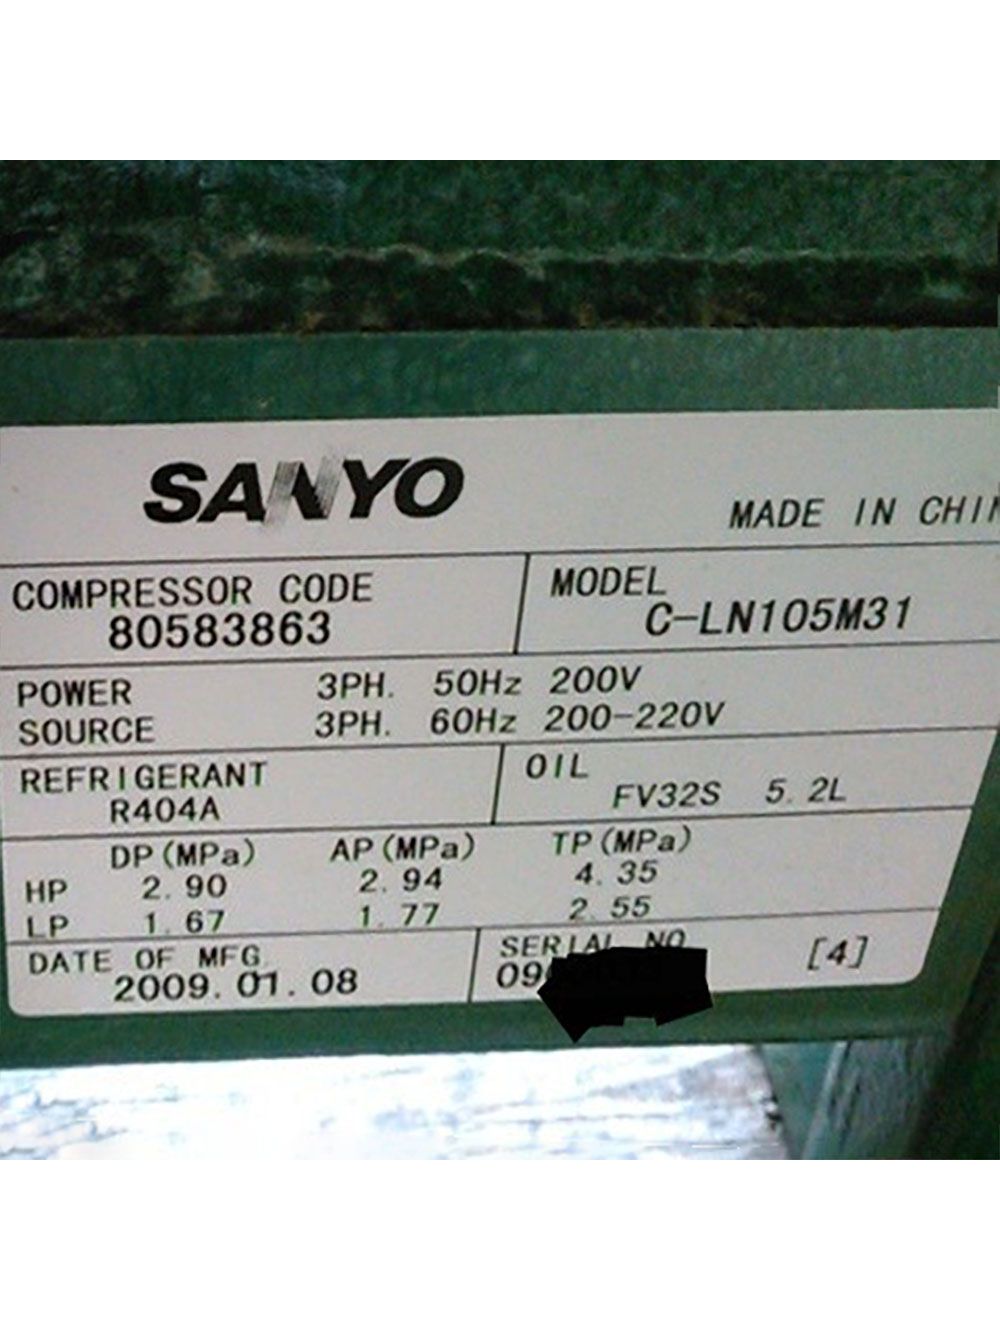 SANYO
MADE IN CHIN
COMPRESSOR CODE
80583863
MODEL
C-LN105M31
POWER 3PH. 50Hz 200V
SOURCE 3PH. 60Hz 200-220V
REFRIGERANT
R404A
OIL
FV32S 5.2L
DP(MPa) AP(MPa) TP(MPa)
HP 2.90 2.94 4.35
LP 1.67 1.77 2.55
DATE OF MFG.
2009.01.08
SERIAL NO
[4]